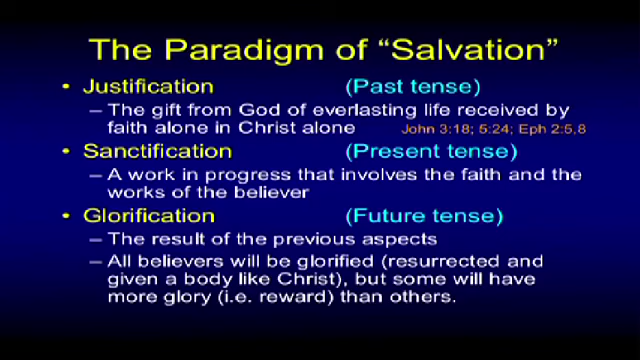 The Paradigm of “Salvation”
• Justification (Past tense)
– The gift from God of everlasting life received by
faith alone in Christ alone John 3:18; 5:24; Eph 2:5,8
• Sanctification (Present tense)
– A work in progress that involves the faith and the
works of the believer
• Glorification (Future tense)
– The result of the previous aspects
– All believers will be glorified (resurrected and
given a body like Christ), but some will have
more glory (i.e. reward) than others.